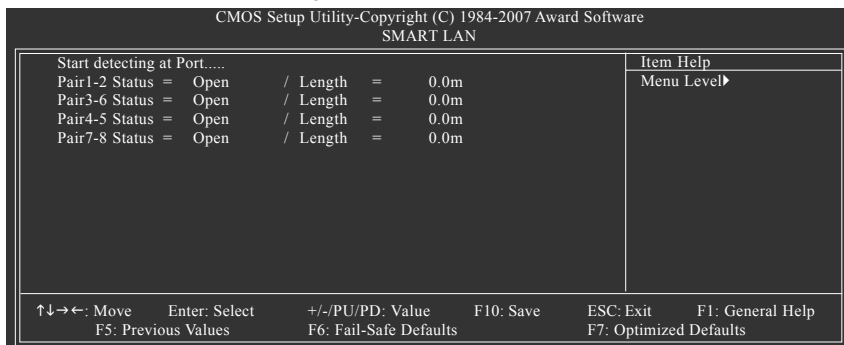 CMOS Setup Utility-Copyright (C) 1984-2007 Award Software
SMART LAN
Start detecting at Port.....
Pair1-2 Status = Open / Length = 0.0m
Pair3-6 Status = Open / Length = 0.0m
Pair4-5 Status = Open / Length = 0.0m
Pair7-8 Status = Open / Length = 0.0m
Item Help
Menu Level▶
↑↓→←: Move Enter: Select +/-/PU/PD: Value F10: Save ESC: Exit F1: General Help
F5: Previous Values F6: Fail-Safe Defaults F7: Optimized Defaults